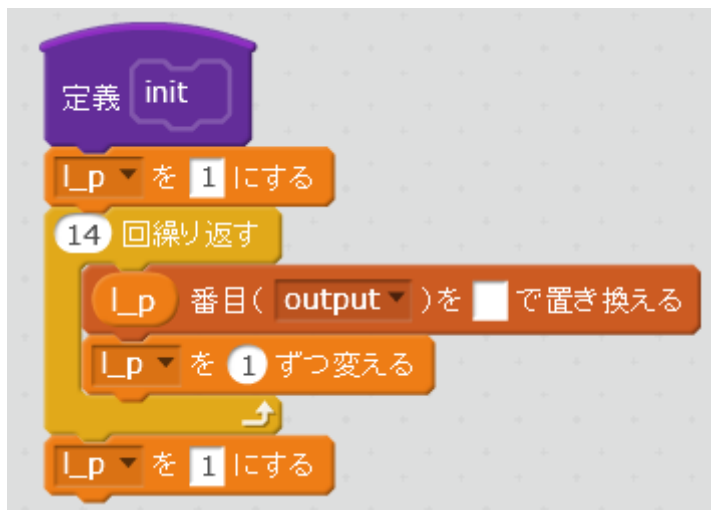 定義 init
l_p を 1 にする
14 回繰り返す
l_p 番目( output )を で置き換える
l_p を 1 ずつ変える
l_p を 1 にする